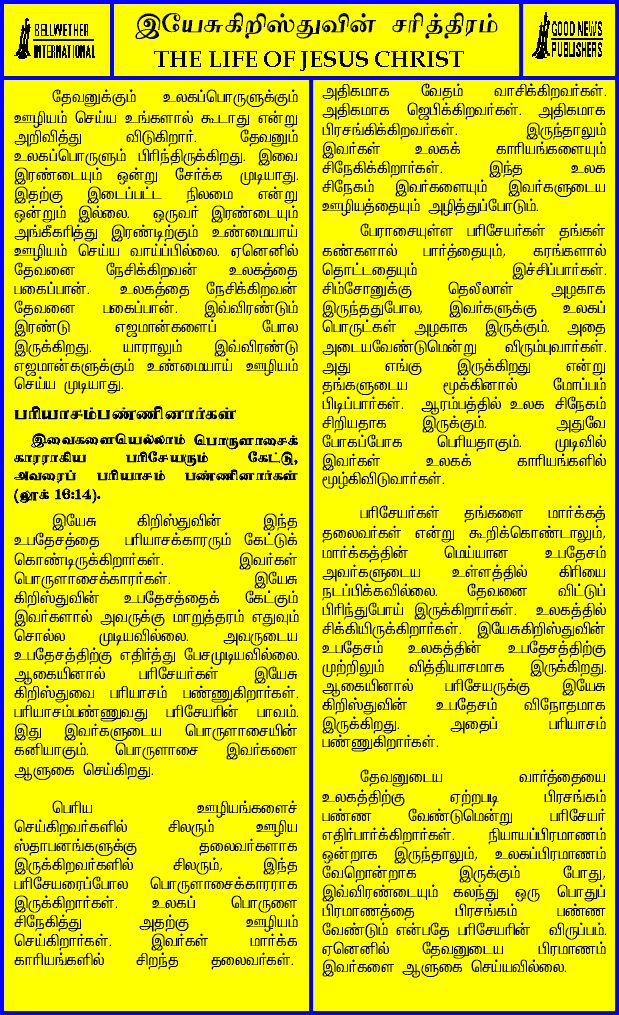 BELLWETHER
INTERNATIONAL
இயேசுகிறிஸ்துவின் சரித்திரம்
THE LIFE OF JESUS CHRIST
GOOD NEWS
PUBLISHERS
தேவனுக்கும் உலகப்பொருளுக்கும்
ஊழியம் செய்ய உங்களால் கூடாது என்று
அறிவித்து விடுகிறார். தேவனும்
உலகப்பொருளும் பிரிந்திருக்கிறது. இவை
இரண்டையும் ஒன்று சேர்க்க முடியாது.
இதற்கு இடைப்பட்ட நிலமை என்று
ஒன்றும் இல்லை. ஒருவர் இரண்டையும்
அங்கீகரித்து இரண்டிற்கும் உண்மையாய்
ஊழியம் செய்ய வாய்ப்பில்லை. ஏனெனில்
தேவனை நேசிக்கிறவன் உலகத்தை
பகைப்பான். உலகத்தை நேசிக்கிறவன்
தேவனை பகைப்பான். இவ்விரண்டும்
இரண்டு எஜமான்களைப் போல
இருக்கிறது. யாராலும் இவ்விரண்டு
எஜமான்களுக்கும் உண்மையாய் ஊழியம்
செய்ய முடியாது.
பரியாசம்பண்ணினார்கள்
இவைகளையெல்லாம் பொருளாசைக்
காரராகிய பரிசேயரும் கேட்டு,
அவரைப் பரியாசம் பண்ணினார்கள்
(லூக் 16:14).
இயேசு கிறிஸ்துவின் இந்த
உபதேசத்தை பரியாசக்காரரும் கேட்டுக்
கொண்டிருக்கிறார்கள். இவர்கள்
பொருளாசைக்காரர்கள். இயேசு
கிறிஸ்துவின் உபதேசத்தைக் கேட்கும்
இவர்களால் அவருக்கு மாறுத்தரம் எதுவும்
சொல்ல முடியவில்லை. அவருடைய
உபதேசத்திற்கு எதிர்த்து பேசமுடியவில்லை.
ஆகையினால் பரிசேயர்கள் இயேசு
கிறிஸ்துவை பரியாசம் பண்ணுகிறார்கள்.
பரியாசம்பண்ணுவது பரிசேயரின் பாவம்.
இது இவர்களுடைய பொருளாசையின்
கனியாகும். பொருளாசை இவர்களை
ஆளுகை செய்கிறது.
பெரிய ஊழியங்களைச்
செய்கிறவர்களில் சிலரும் ஊழிய
ஸ்தாபனங்களுக்கு தலைவர்களாக
இருக்கிறவர்களில் சிலரும், இந்த
பரிசேயரைப்போல பொருளாசைக்காரராக
இருக்கிறார்கள். உலகப் பொருளை
சிநேகித்து அதற்கு ஊழியம்
செய்கிறார்கள். இவர்கள் மார்க்க
காரியங்களில் சிறந்த தலைவர்கள்.
அதிகமாக வேதம் வாசிக்கிறவர்கள்.
அதிகமாக ஜெபிக்கிறவர்கள். அதிகமாக
பிரசங்கிக்கிறவர்கள். இருந்தாலும்
இவர்கள் உலகக் காரியங்களையும்
சிநேகிக்கிறார்கள். இந்த உலக
சிநேகம் இவர்களையும் இவர்களுடைய
ஊழியத்தையும் அழித்துப்போடும்.
பேராசையுள்ள பரிசேயர்கள் தங்கள்
கண்களால் பார்த்தையும், கரங்களால்
தொட்டதையும் இச்சிப்பார்கள்.
சிம்சோனுக்கு தெலீலாள் அழகாக
இருந்ததுபோல, இவர்களுக்கு உலகப்
பொருட்கள் அழகாக இருக்கும். அதை
அடையவேண்டுமென்று விரும்புவார்கள்.
அது எங்கு இருக்கிறது என்று
தங்களுடைய மூக்கினால் மோப்பம்
பிடிப்பார்கள். ஆரம்பத்தில் உலக சிநேகம்
சிறியதாக இருக்கும். அதுவே
போகப்போக பெரியதாகும். முடிவில்
இவர்கள் உலகக் காரியங்களில்
மூழ்கிவிடுவார்கள்.
பரிசேயர்கள் தங்களை மார்க்கத்
தலைவர்கள் என்று கூறிக்கொண்டாலும்,
மார்க்கத்தின் மெய்யான உபதேசம்
அவர்களுடைய உள்ளத்தில் கிரியை
நடப்பிக்கவில்லை. தேவனை விட்டுப்
பிரிந்துபோய் இருக்கிறார்கள். உலகத்தில்
சிக்கியிருக்கிறார்கள். இயேசுகிறிஸ்துவின்
உபதேசம் உலகத்தின் உபதேசத்திற்கு
முற்றிலும் வித்தியாசமாக இருக்கிறது.
ஆகையினால் பரிசேயருக்கு இயேசு
கிறிஸ்துவின் உபதேசம் விநோதமாக
இருக்கிறது. அதைப் பரியாசம்
பண்ணுகிறார்கள்.
தேவனுடைய வார்த்தையை
உலகத்திற்கு ஏற்றபடி பிரசங்கம்
பண்ண வேண்டுமென்று பரிசேயர்
எதிர்பார்க்கிறார்கள். நியாயப்பிரமாணம்
ஒன்றாக இருந்தாலும், உலகப்பிரமாணம்
வேறொன்றாக இருக்கும் போது,
இவ்விரண்டையும் கலந்து ஒரு பொதுப்
பிரமாணத்தை பிரசங்கம் பண்ண
வேண்டும் என்பதே பரிசேயரின் விருப்பம்.
ஏனெனில் தேவனுடைய பிரமாணம்
இவர்களை ஆளுகை செய்யவில்லை.